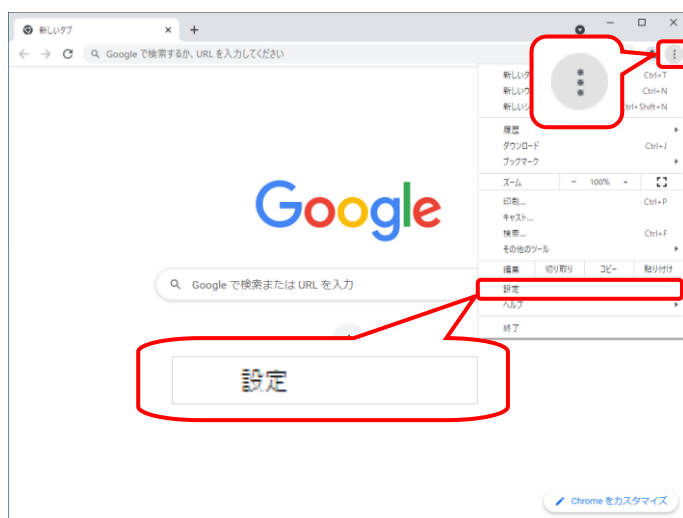 新しいタブ
Google で検索するか、URL を入力してください
新しい Ctrl+T
新しい Ctrl+N
新しい Ctrl+Shift+N
履歴
ダウンロード Ctrl+J
ブックマーク
ズーム - 100% +
印刷... Ctrl+P
キャスト...
検索... Ctrl+F
その他のツール
編集 切り取り コピー 貼り付け
設定
ヘルプ
終了
Google
Google で検索または URL を入力
設定
Chrome をカスタマイズ